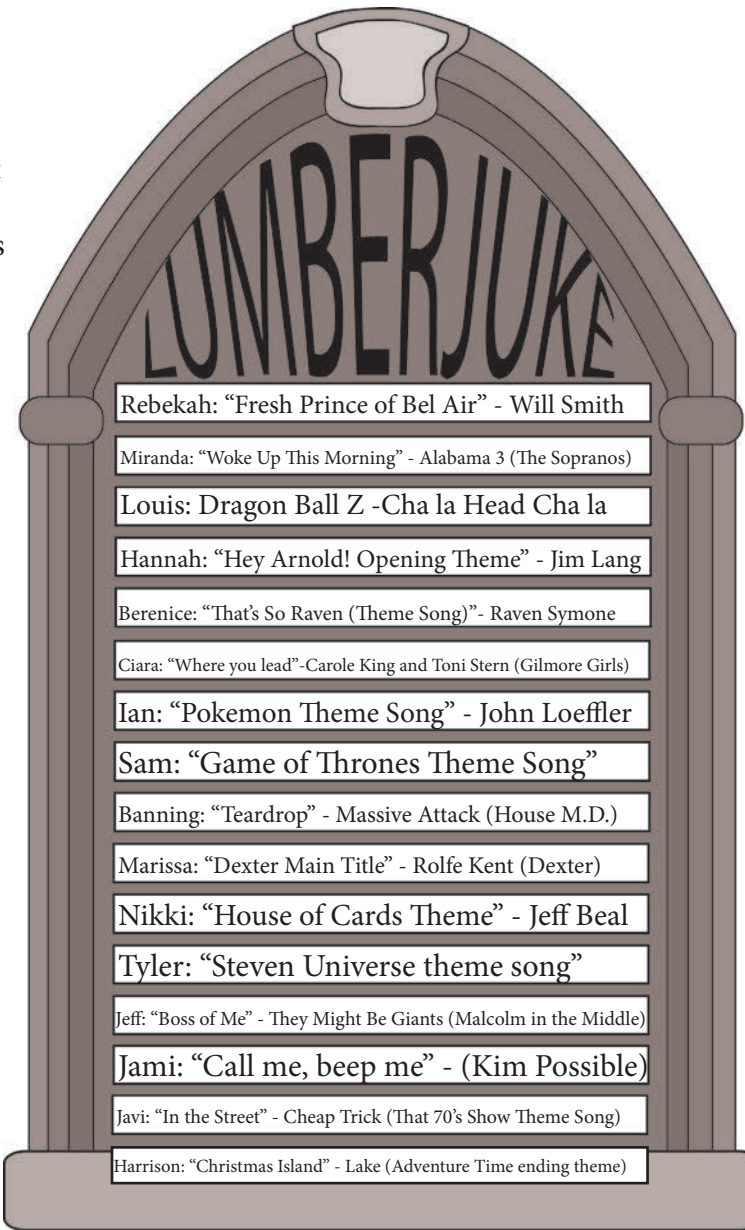 LUMBERJUKE
s
Rebekah: “Fresh Prince of Bel Air” - Will Smith
Miranda: “Woke Up This Morning” - Alabama 3 (The Sopranos)
Louis: Dragon Ball Z -Cha la Head Cha la
Hannah: “Hey Arnold! Opening Theme” - Jim Lang
Berenice: “That’s So Raven (Theme Song)”- Raven Symone
Ciara: “Where you lead”-Carole King and Toni Stern (Gilmore Girls)
Ian: “Pokemon Theme Song” - John Loeffler
Sam: “Game of Thrones Theme Song”
Banning: “Teardrop” - Massive Attack (House M.D.)
Marissa: “Dexter Main Title” - Rolfe Kent (Dexter)
Nikki: “House of Cards Theme” - Jeff Beal
Tyler: “Steven Universe theme song”
Jeff: “Boss of Me” - They Might Be Giants (Malcolm in the Middle)
Jami: “Call me, beep me” - (Kim Possible)
Javi: “In the Street” - Cheap Trick (That 70’s Show Theme Song)
Harrison: “Christmas Island” - Lake (Adventure Time ending theme)